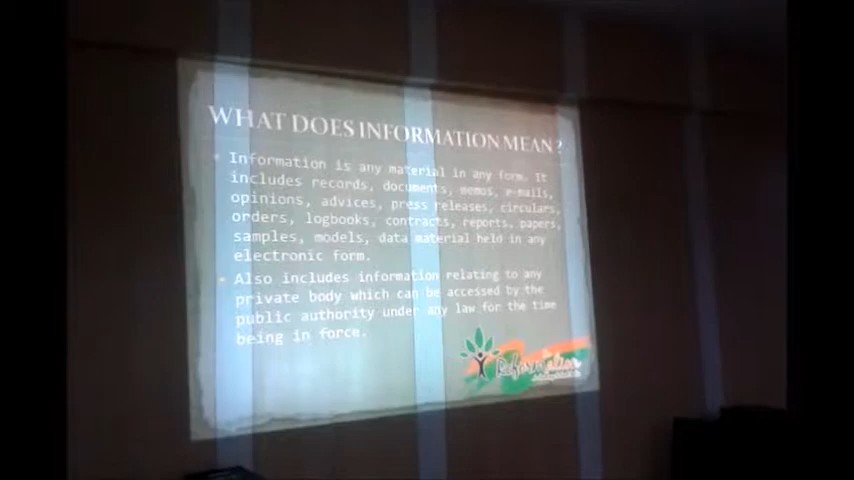 WHAT DOES INFORMATION MEAN?
Information is any material in any form. It
includes records, documents, memos, e-mails,
opinions, advices, press releases, circulars,
orders, logbooks, contracts, reports, papers,
samples, models, data material held in any
electronic form.
Also includes information relating to any
private body which can be accessed by the
public authority under any law for the time
being in force.